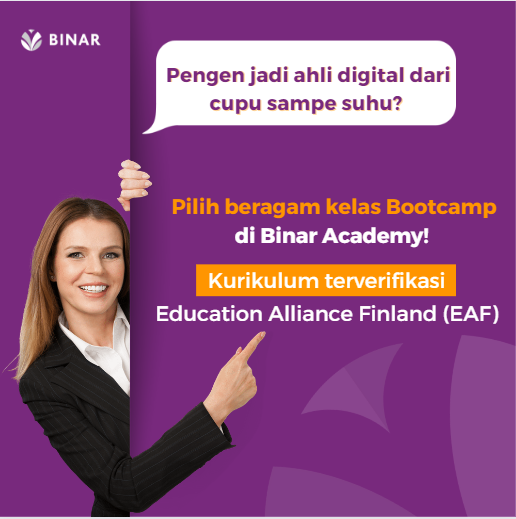 BINAR
Pengen jadi ahli digital dari
cupu sampe suhu?
Pilih beragam kelas Bootcamp
di Binar Academy!
Kurikulum terverifikasi
Education Alliance Finland (EAF)